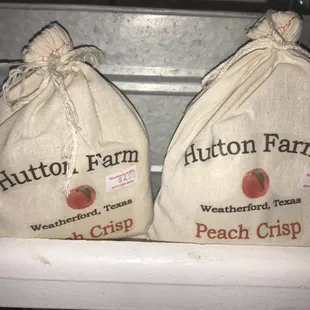 Hutton Farm
Weatherford, Texas
Peach Crisp
Hutton Farm
Weatherford, Texas
Peach Crisp